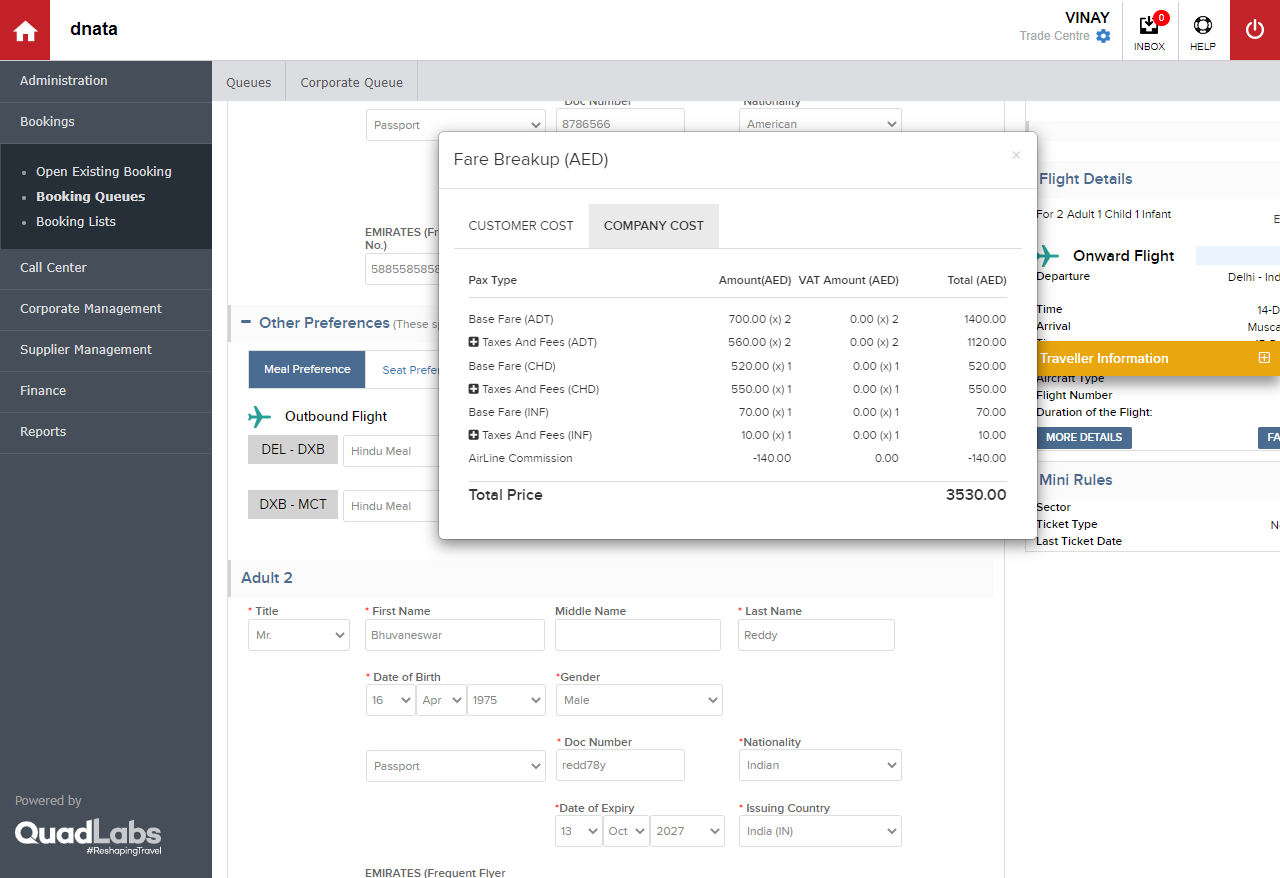 dnata
VINAY
Trade Centre
0
INBOX
HELP
Administration
Bookings
Open Existing Booking
Booking Queues
Booking Lists
Call Center
Corporate Management
Supplier Management
Finance
Reports
Powered by
QuadLabs
#ReshapingTravel
Queues
Corporate Queue
Doc Number
Nationality
Passport
8786566
American
EMIRATES (Fr
No.)
588558585
Other Preferences (These s
Meal Preference
Seat Prefer
Outbound Flight
DEL - DXB
Hindu Meal
DXB - MCT
Hindu Meal
Fare Breakup (AED)
×
CUSTOMER COST
COMPANY COST
Pax Type Amount(AED) VAT Amount (AED) Total (AED)
Base Fare (ADT) 700.00 (x) 2 0.00 (x) 2 1400.00
Taxes And Fees (ADT) 560.00 (x) 2 0.00 (x) 2 1120.00
Base Fare (CHD) 520.00 (x) 1 0.00 (x) 1 520.00
Taxes And Fees (CHD) 550.00 (x) 1 0.00 (x) 1 550.00
Base Fare (INF) 70.00 (x) 1 0.00 (x) 1 70.00
Taxes And Fees (INF) 10.00 (x) 1 0.00 (x) 1 10.00
AirLine Commission -140.00 0.00 -140.00
Total Price 3530.00
Adult 2
* Title
* First Name
Middle Name
* Last Name
Mr.
Bhuvaneswar
Reddy
* Date of Birth
*Gender
16 Apr 1975
Male
* Doc Number
*Nationality
Passport
redd78y
Indian
*Date of Expiry
* Issuing Country
13 Oct 2027
India (IN)
EMIRATES (Frequent Flyer
Flight Details
For 2 Adult 1 Child 1 Infant
E
Onward Flight
Departure Delhi - Ind
Time 14-D
Arrival Musca
Traveller Information
Aircraft Type
Flight Number
Duration of the Flight:
MORE DETAILS
FA
Mini Rules
Sector
Ticket Type
Last Ticket Date